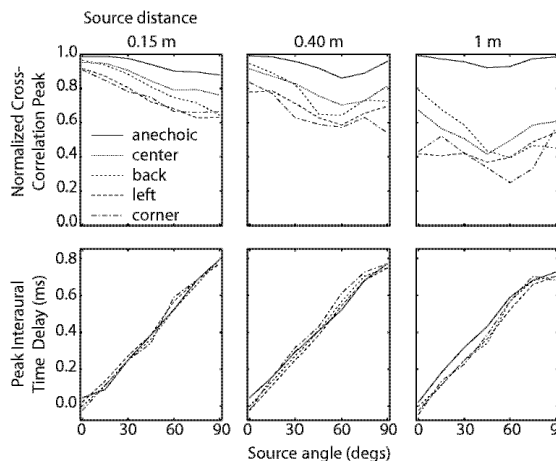 Source distance
0.15 m 0.40 m 1 m
Normalized Cross-
Correlation Peak
1.0
0.8
0.6
0.4
0.2
0.0
anechoic
center
back
left
corner
Peak Interaural
Time Delay (ms)
0.8
0.6
0.4
0.2
0.0
0 30 60 90 0 30 60 90 0 30 60 90
Source angle (degs)